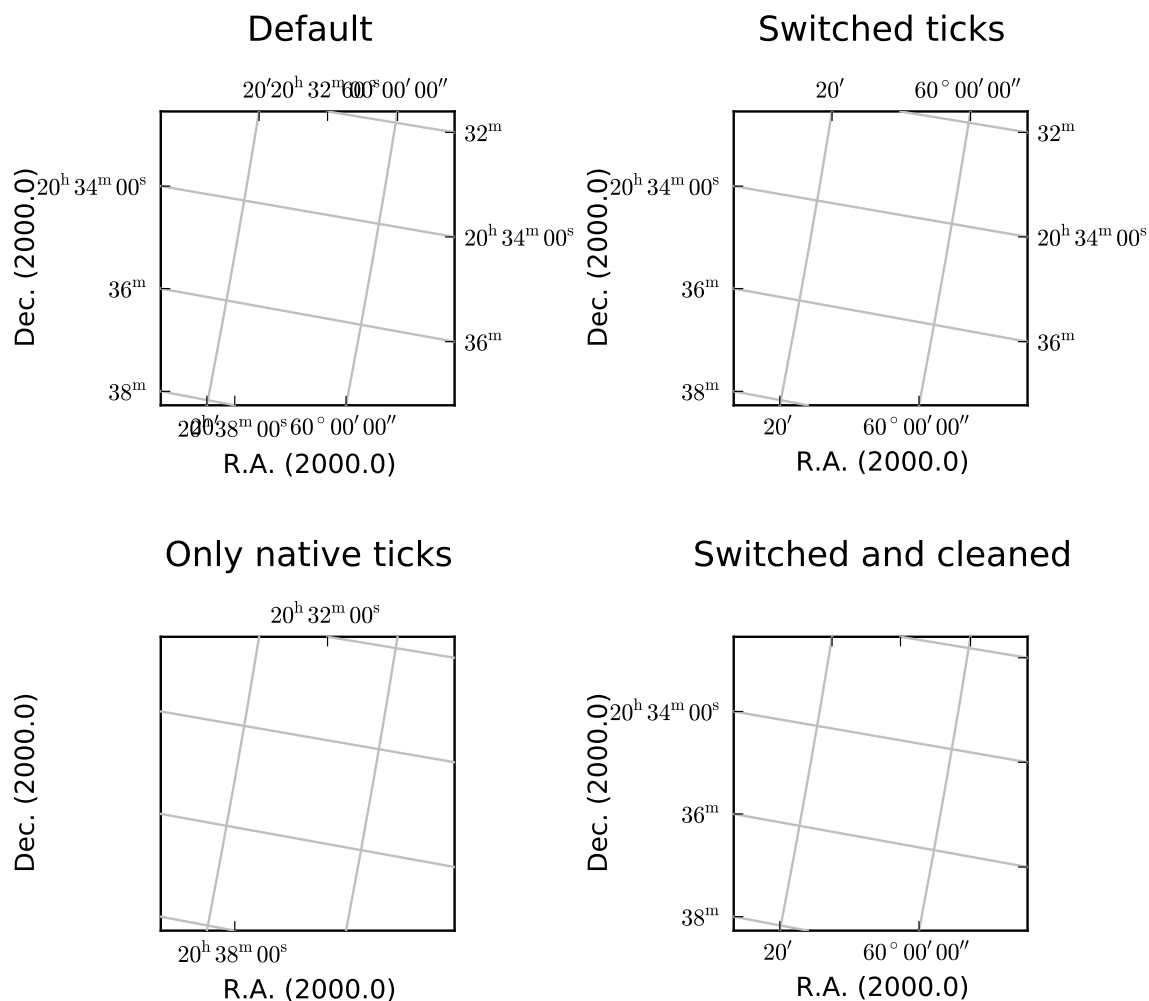 Default
20′ 20ʰ 32ᵐ 00ˢ 60° 00′ 00″
32ᵐ
20ʰ 34ᵐ 00ˢ
20ʰ 34ᵐ 00ˢ
36ᵐ
36ᵐ
38ᵐ
20′ 20ʰ 38ᵐ 00ˢ 60° 00′ 00″
Dec. (2000.0)
R.A. (2000.0)
Switched ticks
20′ 60° 00′ 00″
32ᵐ
20ʰ 34ᵐ 00ˢ
20ʰ 34ᵐ 00ˢ
36ᵐ
36ᵐ
38ᵐ
20′ 60° 00′ 00″
Dec. (2000.0)
R.A. (2000.0)
Only native ticks
20ʰ 32ᵐ 00ˢ
Dec. (2000.0)
20ʰ 38ᵐ 00ˢ
R.A. (2000.0)
Switched and cleaned
20ʰ 34ᵐ 00ˢ
36ᵐ
38ᵐ
20′ 60° 00′ 00″
Dec. (2000.0)
R.A. (2000.0)